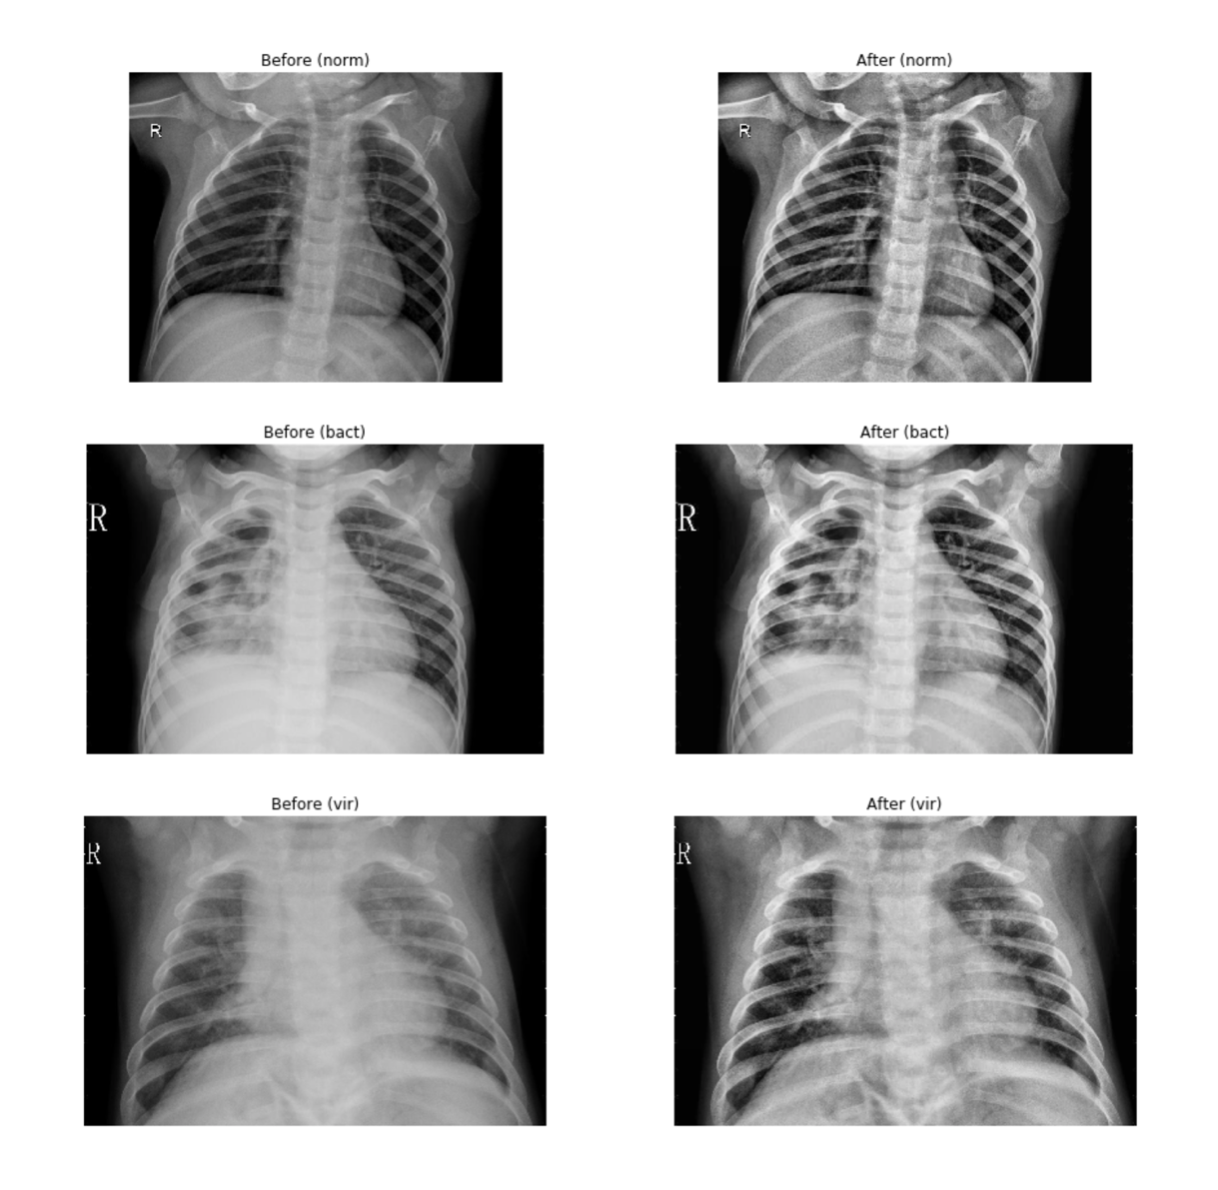 Before (norm)
After (norm)
R
R
Before (bact)
After (bact)
R
R
Before (vir)
After (vir)
R
R